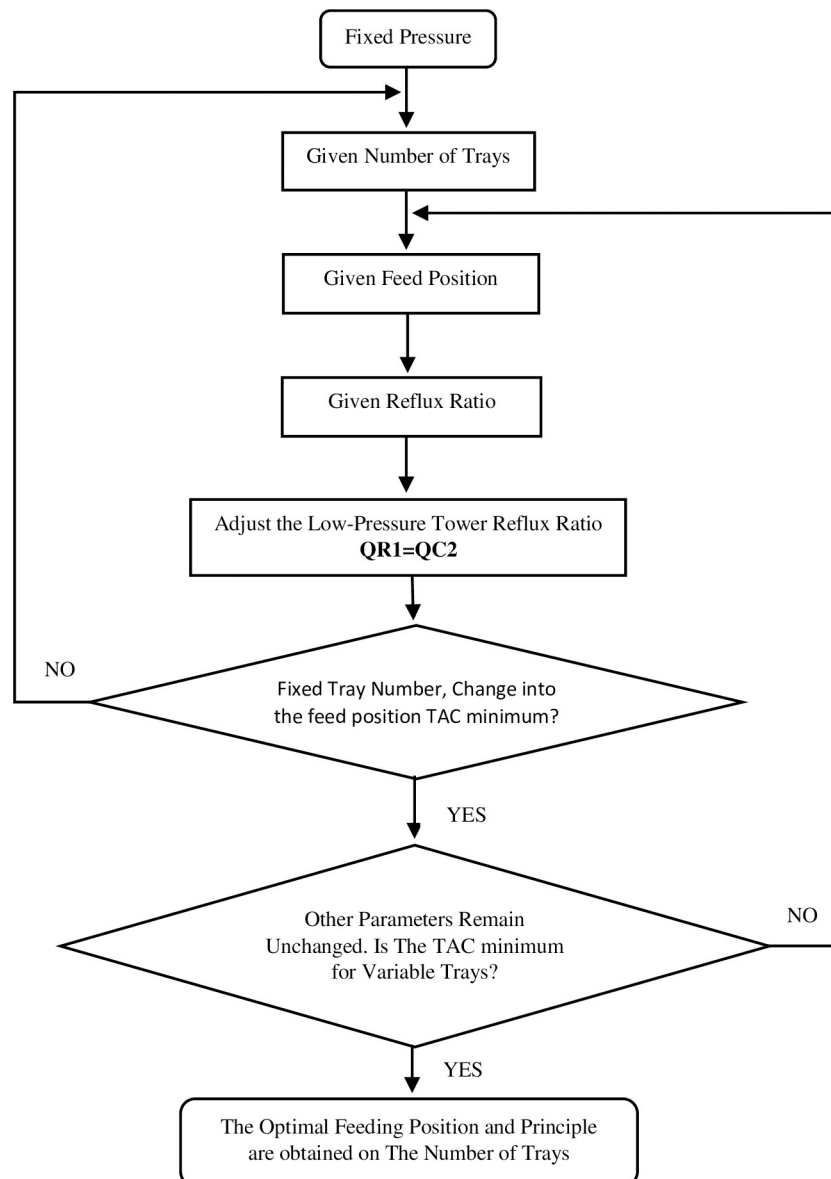 Fixed Pressure
Given Number of Trays
Given Feed Position
Given Reflux Ratio
Adjust the Low-Pressure Tower Reflux Ratio
QR1=QC2
NO
Fixed Tray Number, Change into
the feed position TAC minimum?
YES
Other Parameters Remain
Unchanged. Is The TAC minimum
for Variable Trays?
NO
YES
The Optimal Feeding Position and Principle
are obtained on The Number of Trays